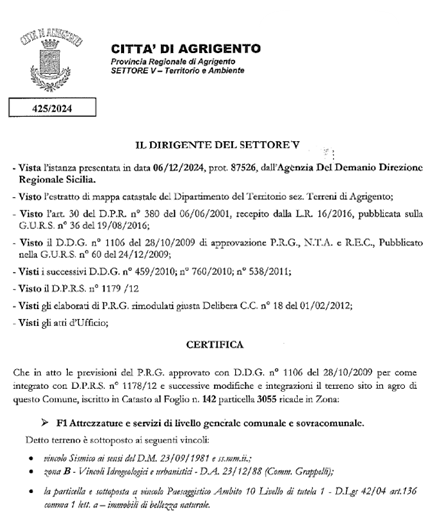 CITTÀ DI AGRIGENTO
CITTA' DI AGRIGENTO
Provincia Regionale di Agrigento
SETTORE V – Territorio e Ambiente
425/2024
IL DIRIGENTE DEL SETTORE V
- Vista l'istanza presentata in data 06/12/2024, prot. 87526, dall'Agenzia Del Demanio Direzione
Regionale Sicilia.
- Visto l'estratto di mappa catastale del Dipartimento del Territorio sez. Terreni di Agrigento;
- Visto l'art. 30 del D.P.R. n° 380 del 06/06/2001, recepito dalla L.R. 16/2016, pubblicata sulla
G.U.R.S. n° 36 del 19/08/2016;
- Visto il D.D.G. n° 1106 del 28/10/2009 di approvazione P.R.G., N.T.A. e R.E.C., Pubblicato
nella G.U.R.S. n° 60 del 24/12/2009;
- Visti i successivi D.D.G. n° 459/2010; n° 760/2010; n° 538/2011;
- Visto il D.P.R.S. n° 1179 /12
- Visti gli elaborati di P.R.G. rimodulati giusta Delibera C.C. n° 18 del 01/02/2012;
- Visti gli atti d'Ufficio;
CERTIFICA
Che in atto le previsioni del P.R.G. approvato con D.D.G. n° 1106 del 28/10/2009 per come
integrato con D.P.R.S. n° 1178/12 e successive modifiche e integrazioni il terreno sito in agro di
questo Comune, iscritto in Catasto al Foglio n. 142 particella 3055 ricade in Zona:
➤ F1 Attrezzature e servizi di livello generale comunale e sovracomunale.
Detto terreno è sottoposto ai seguenti vincoli:
• vincolo Sismico ai sensi del D.M. 23/09/1981 e ss.mm.ii.;
• zona B - Vincoli Idrogeologici e urbanistici - D.A. 23/12/88 (Comm. Grappelli);
• la particella e sottoposta a vincolo Paesaggistico Ambito 10 Livello di tutela 1 - D.Lgr 42/04 art.136
comma 1 lett. a – immobili di bellezza naturale.